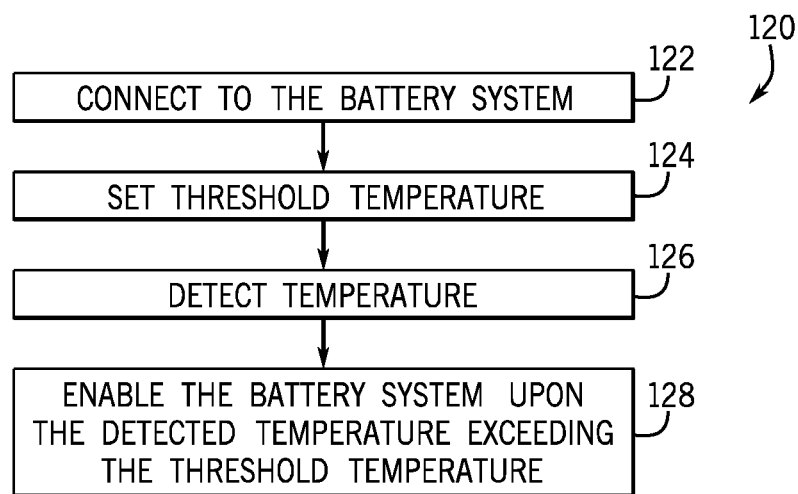 120
122
CONNECT TO THE BATTERY SYSTEM
124
SET THRESHOLD TEMPERATURE
126
DETECT TEMPERATURE
128
ENABLE THE BATTERY SYSTEM UPON
THE DETECTED TEMPERATURE EXCEEDING
THE THRESHOLD TEMPERATURE